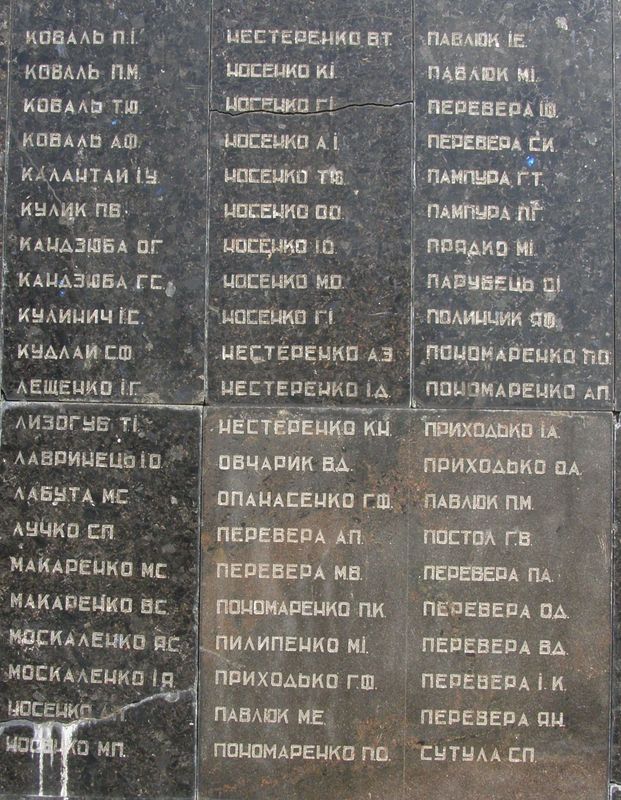 КОВАЛЬ П.І.
КОВАЛЬ П.М.
КОВАЛЬ Т.Ю.
КОВАЛЬ А.Ф.
КАЛАНТАЙ І.У.
КУЛИК П.В.
КАНДЗЮБА О.Г.
КАНДЗЮБА Г.С.
КУЛИНИЧ І.С.
КУДЛАЙ С.Ф.
ЛЕЩЕНКО І.Г.
ЛИЗОГУБ Т.І.
ЛАВРИНЕЦЬ І.О.
ЛАБУТА М.С.
ЛУЧКО С.П.
МАКАРЕНКО М.С.
МАКАРЕНКО В.С.
МОСКАЛЕНКО Я.С.
МОСКАЛЕНКО І.Я.
НОСЕНКО
НОСЕНКО М.П.
НЕСТЕРЕНКО В.Т.
НОСЕНКО К.І.
НОСЕНКО Г.І.
НОСЕНКО А.І.
НОСЕНКО Т.Ю.
НОСЕНКО О.О.
НОСЕНКО І.О.
НОСЕНКО М.О.
НОСЕНКО Г.І.
НЕСТЕРЕНКО А.З.
НЕСТЕРЕНКО І.Д.
НЕСТЕРЕНКО К.Н.
ОВЧАРИК В.Д.
ОПАНАСЕНКО Г.Ф.
ПЕРЕВЕРА А.П.
ПЕРЕВЕРА М.В.
ПОНОМАРЕНКО П.К.
ПИЛИПЕНКО М.І.
ПРИХОДЬКО Г.Ф.
ПАВЛЮК М.Е.
ПОНОМАРЕНКО П.О.
ПАВЛЮК І.Е.
ПАВЛЮК М.І.
ПЕРЕВЕРА І.Ф.
ПЕРЕВЕРА С.И.
ПАМПУРА Г.Т.
ПАМПУРА П.Г.
ПРЯДКО М.І.
ПАРУБЕЦЬ О.І.
ПОЛИНЧИК Я.Ф.
ПОНОМАРЕНКО П.О.
ПОНОМАРЕНКО А.П.
ПРИХОДЬКО І.А.
ПРИХОДЬКО О.А.
ПАВЛЮК П.М.
ПОСТОЛ Г.В.
ПЕРЕВЕРА П.А.
ПЕРЕВЕРА О.Д.
ПЕРЕВЕРА В.Д.
ПЕРЕВЕРА І.К.
ПЕРЕВЕРА Я.Н.
СУТУЛА С.П.